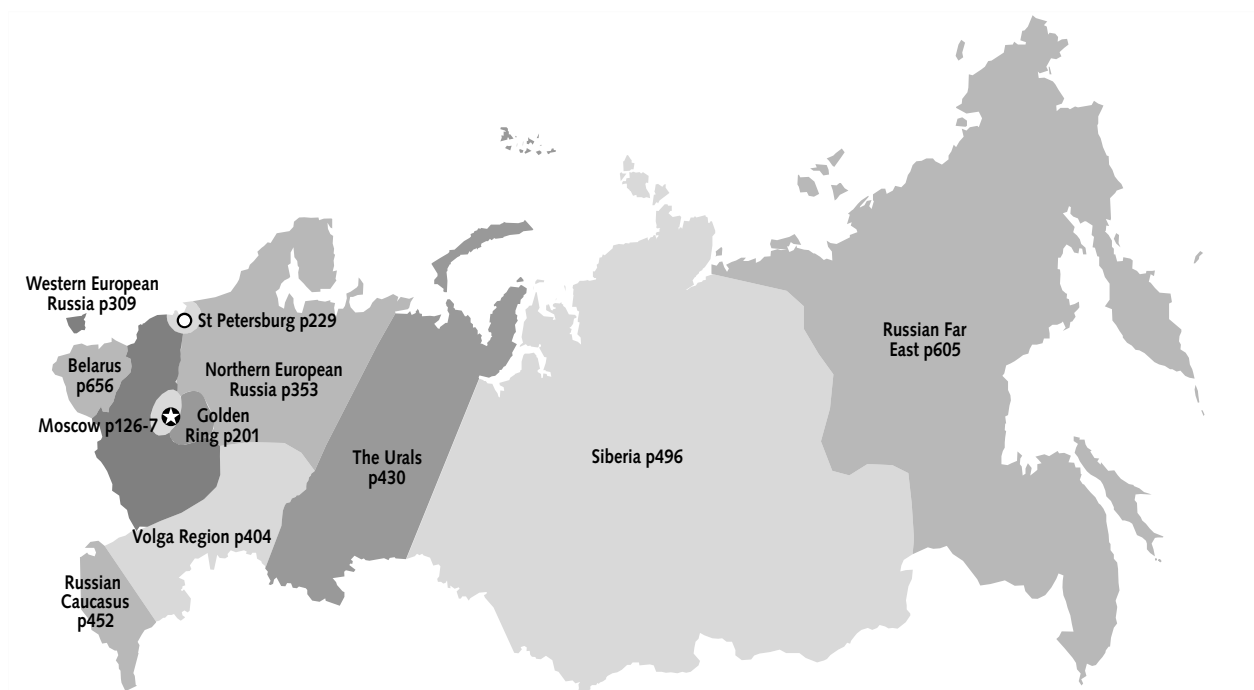 Western European
Russia p309
St Petersburg p229
Belarus
p656
Northern European
Russia p353
Moscow p126-7
Golden
Ring p201
The Urals
p430
Siberia p496
Russian Far
East p605
Volga Region p404
Russian
Caucasus
p452